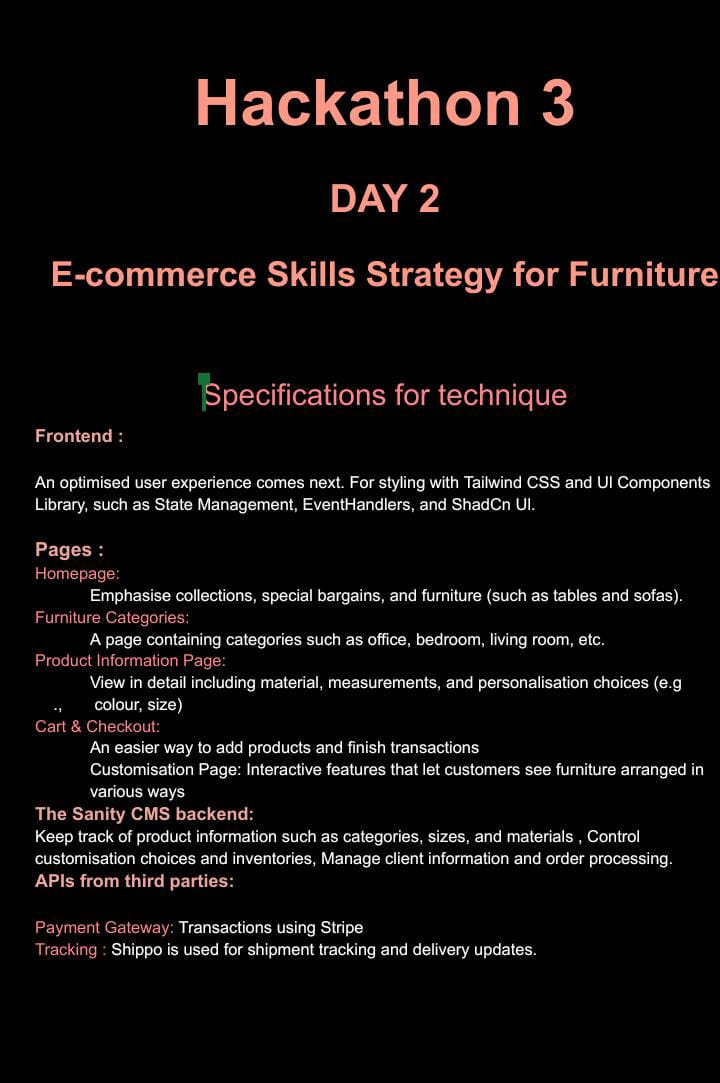 Hackathon 3
DAY 2
E-commerce Skills Strategy for Furniture
Specifications for technique
Frontend :
An optimised user experience comes next. For styling with Tailwind CSS and UI Components
Library, such as State Management, EventHandlers, and ShadCn UI.
Pages :
Homepage:
Emphasise collections, special bargains, and furniture (such as tables and sofas).
Furniture Categories:
A page containing categories such as office, bedroom, living room, etc.
Product Information Page:
View in detail including material, measurements, and personalisation choices (e.g
., colour, size)
Cart & Checkout:
An easier way to add products and finish transactions
Customisation Page: Interactive features that let customers see furniture arranged in
various ways
The Sanity CMS backend:
Keep track of product information such as categories, sizes, and materials , Control
customisation choices and inventories, Manage client information and order processing.
APIs from third parties:
Payment Gateway: Transactions using Stripe
Tracking : Shippo is used for shipment tracking and delivery updates.